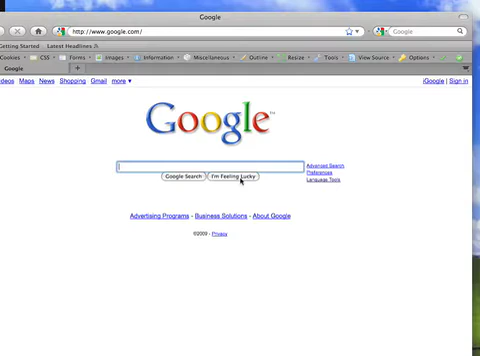 Google
http://www.google.com/
Google
Getting Started Latest Headlines
Cookies CSS Forms Images Information Miscellaneous Outline Resize Tools View Source Options
Google
Maps News Shopping Gmail more
iGoogle | Sign in
Google™
Advanced Search
Preferences
Language Tools
Google Search I'm Feeling Lucky
Advertising Programs - Business Solutions - About Google
©2009 - Privacy